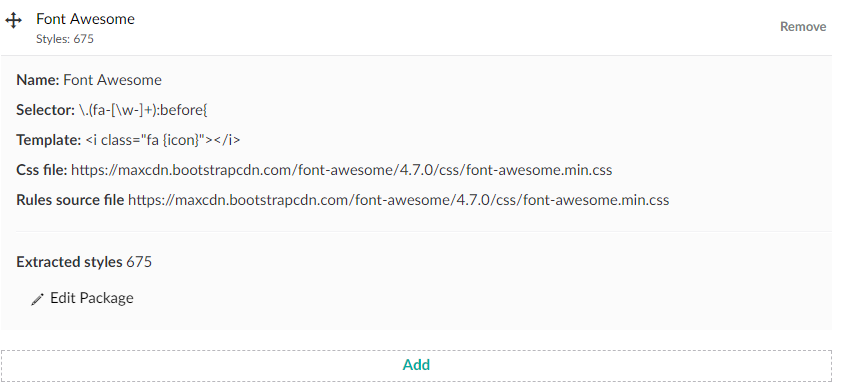 Font Awesome
Styles: 675
Remove
Name: Font Awesome
Selector: \.(fa-[\w-]+):before{
Template: <i class="fa {icon}"></i>
Css file: https://maxcdn.bootstrapcdn.com/font-awesome/4.7.0/css/font-awesome.min.css
Rules source file https://maxcdn.bootstrapcdn.com/font-awesome/4.7.0/css/font-awesome.min.css
Extracted styles 675
Edit Package
Add